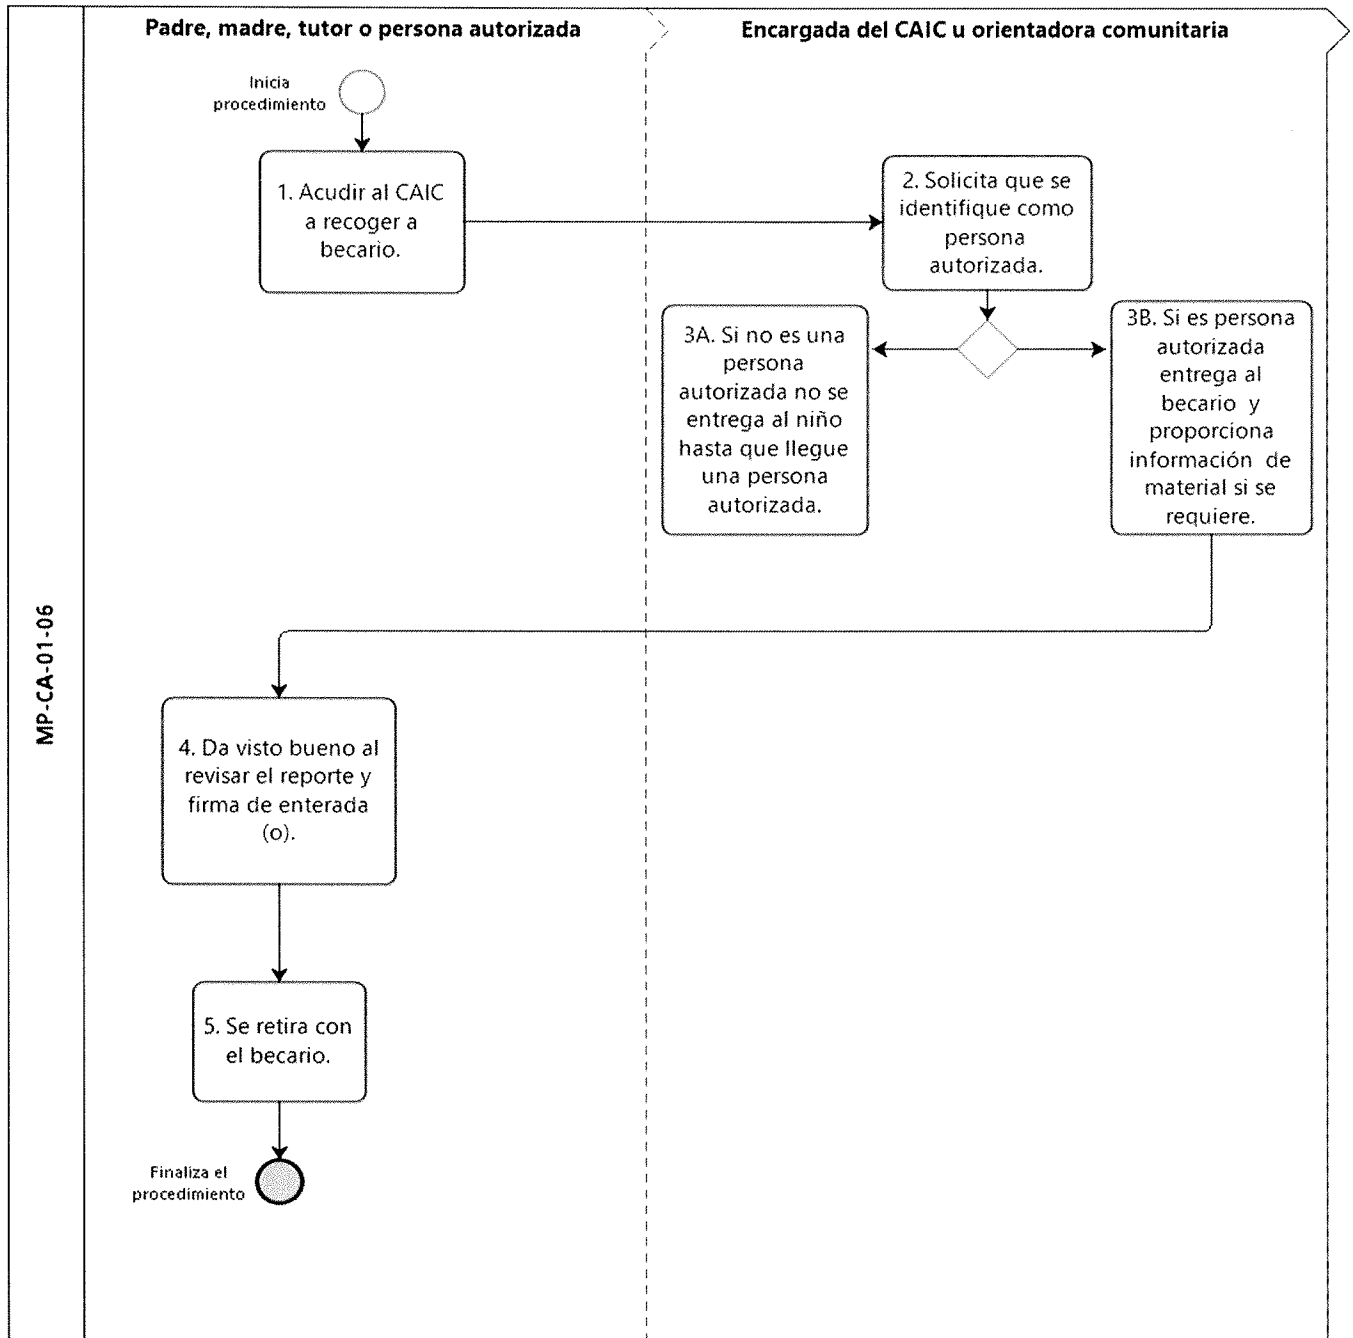 Padre, madre, tutor o persona autorizada
Encargada del CAIC u orientadora comunitaria
Inicia
procedimiento
1. Acudir al CAIC
a recoger a
becario.
2. Solicita que se
identifique como
persona
autorizada.
3A. Si no es una
persona
autorizada no se
entrega al niño
hasta que llegue
una persona
autorizada.
3B. Si es persona
autorizada
entrega al
becario y
proporciona
información de
material si se
requiere.
MP-CA-01-06
4. Da visto bueno al
revisar el reporte y
firma de enterada
(o).
5. Se retira con
el becario.
Finaliza el
procedimiento